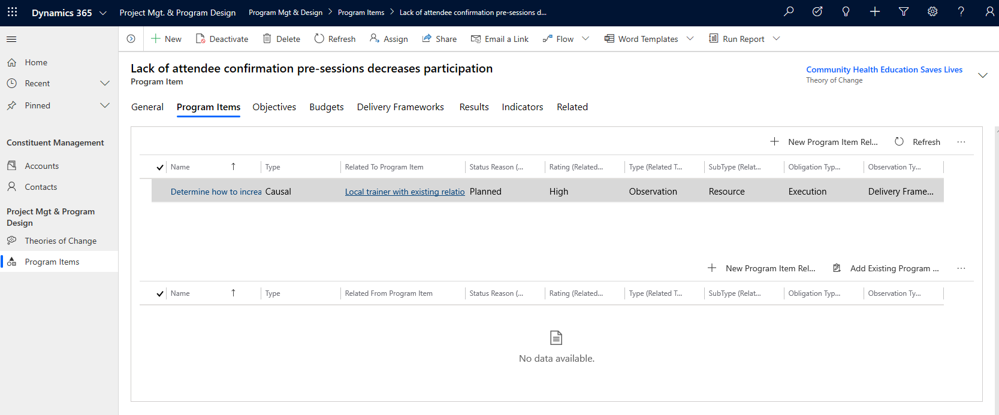 Dynamics 365 Project Mgt. & Program Design Program Mgt & Design Program Items Lack of attendee confirmation pre-sessions d...
New Deactivate Delete Refresh Assign Share Email a Link Flow Word Templates Run Report
Home
Recent
Pinned
Constituent Management
Accounts
Contacts
Project Mgt & Program
Design
Theories of Change
Program Items
Lack of attendee confirmation pre-sessions decreases participation
Program Item
Community Health Education Saves Lives
Theory of Change
General Program Items Objectives Budgets Delivery Frameworks Results Indicators Related
New Program Item Rel... Refresh ...
Name Type Related To Program Item Status Reason (... Rating (Related... Type (Related T... SubType (Relat... Obligation Typ... Observation Ty...
Determine how to increa Causal Local trainer with existing relatio Planned High Observation Resource Execution Delivery Frame...
New Program Item Rel... Add Existing Program ... ...
Name Type Related From Program Item Status Reason (... Rating (Related... Type (Related T... SubType (Relat... Obligation Typ... Observation Ty...
No data available.